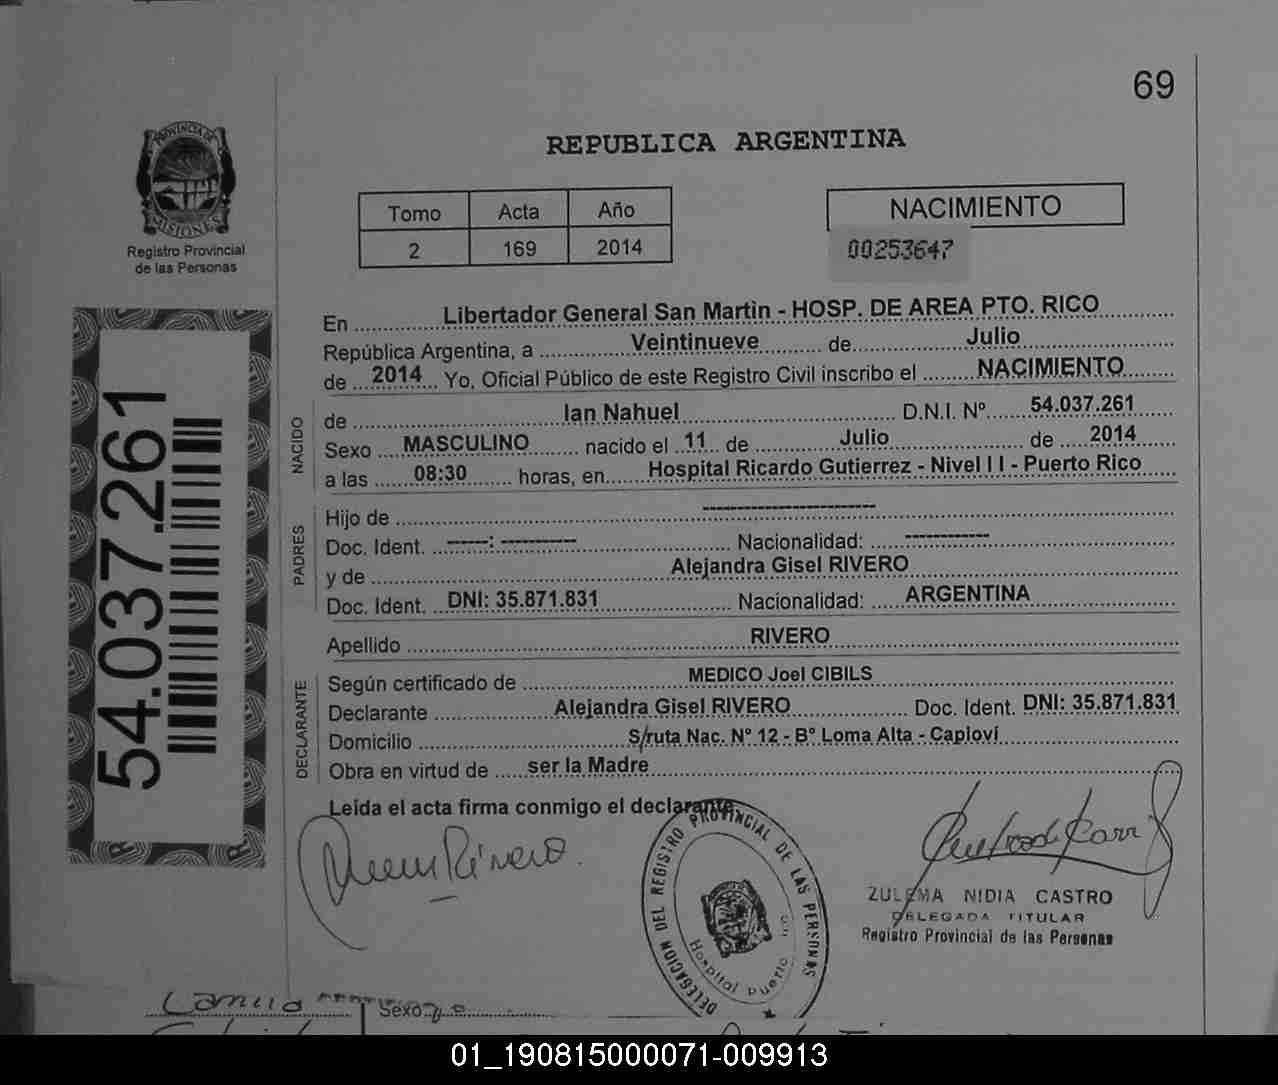 69
PROVINCIA DE
MISIONES
Registro Provincial
de las Personas
REPUBLICA ARGENTINA
Tomo Acta Año
2 169 2014
NACIMIENTO
00253647
54.037.261
En Libertador General San Martìn - HOSP. DE AREA PTO. RICO
República Argentina, a Veintinueve de Julio
de 2014 Yo, Oficial Público de este Registro Civil inscribo el NACIMIENTO
NACIDO
de Ian Nahuel D.N.I. Nº 54.037.261
Sexo MASCULINO nacido el 11 de Julio de 2014
a las 08:30 horas, en Hospital Ricardo Gutierrez - Nivel I I - Puerto Rico
PADRES
Hijo de -------------------------
Doc. Ident. ------: ----------- Nacionalidad: ------------
y de Alejandra Gisel RIVERO
Doc. Ident. DNI: 35.871.831 Nacionalidad: ARGENTINA
Apellido RIVERO
DECLARANTE
Según certificado de MEDICO Joel CIBILS
Declarante Alejandra Gisel RIVERO Doc. Ident. DNI: 35.871.831
Domicilio S/ruta Nac. N° 12 - B° Loma Alta - Capiovi
Obra en virtud de ser la Madre
Leída el acta firma conmigo el declarante.
Rivero
DELEGACION DEL REGISTRO PROVINCIAL DE LAS PERSONAS
Hospital Puerto
ZULEMA NIDIA CASTRO
DELEGADA TITULAR
Registro Provincial de las Personas
Sexo
01_190815000071-009913